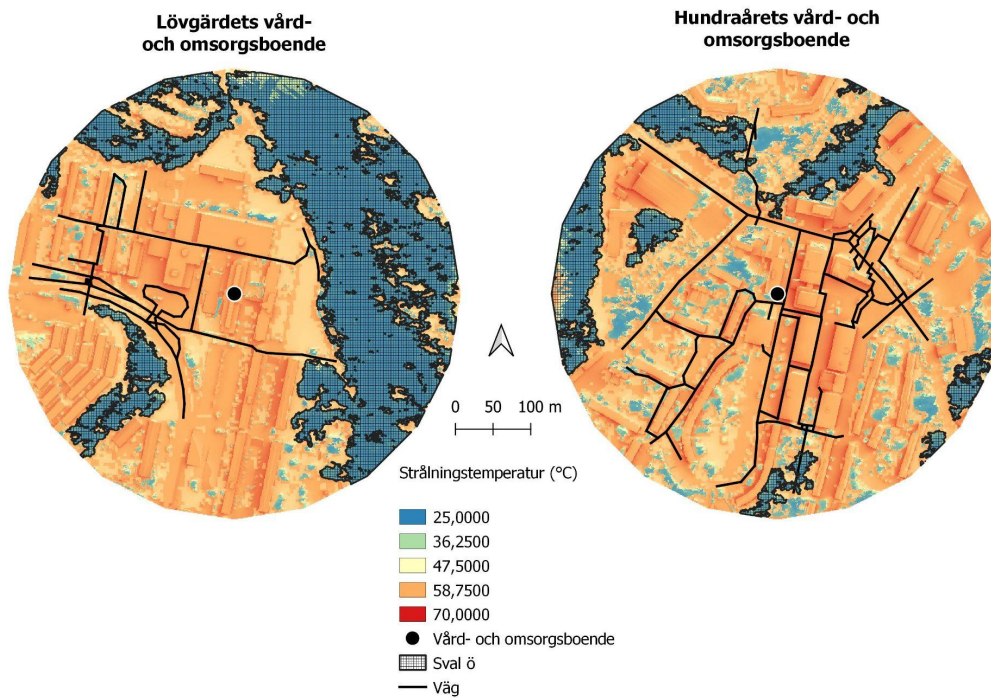 Lövgärdets vård-
och omsorgsboende
Hundraårets vård- och
omsorgsboende
0 50 100 m
Strålningstemperatur (°C)
25,0000
36,2500
47,5000
58,7500
70,0000
Vård- och omsorgsboende
Sval ö
Väg